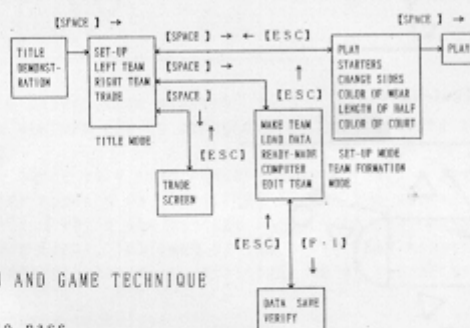 [SPACE ] →
[SPACE ] → ← [ESC]
[SPACE ] →
TITLE
DEMONST-
RATION
SET-UP
LEFT TEAM
RIGHT TEAM
TRADE
TITLE MODE
[SPACE ] →
[SPACE ]
↓ ↑
[ESC]
TRADE
SCREEN
↑
[ESC]
PLAY
STARTERS
CHANGE SIDES
COLOR OF WEAR
LENGTH OF HALF
COLOR OF COURT
PLAY
MAKE TEAM
LOAD DATA
READY-MADE
COMPUTER
EDIT TEAM
SET-UP MODE
TEAM FORMATION
MODE
↑
[ESC] [F·1]
↓
DATA SAVE
VERIFY
AND GAME TECHNIQUE